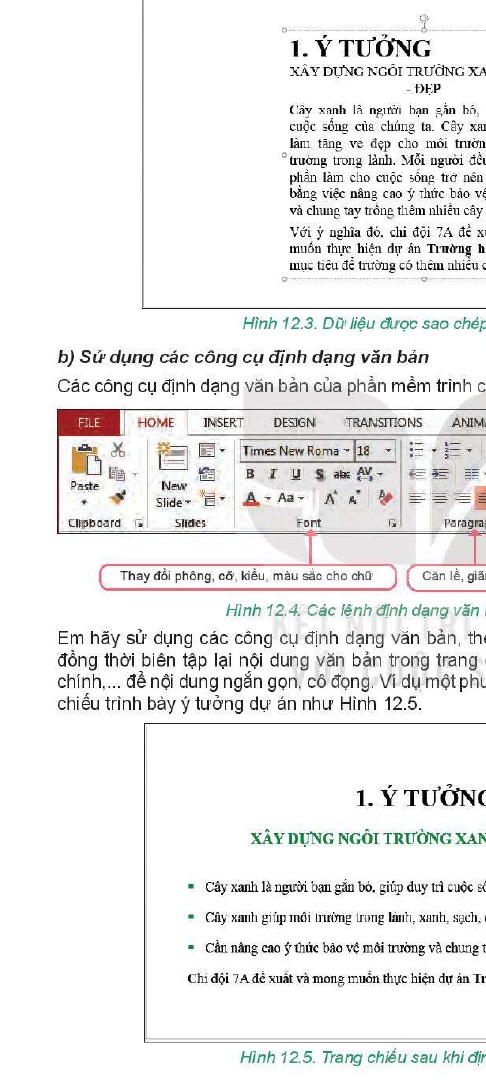 1. Ý TƯỞNG
XÂY DỰNG NGÔI TRƯỜNG XA
- ĐẸP
Cây xanh là người bạn gắn bó,
cuộc sống của chúng ta. Cây xan
làm tăng vẻ đẹp cho môi trườn
trường trong lành. Mỗi người đều
phần làm cho cuộc sống trở nên
bằng việc nâng cao ý thức bảo vệ
và chung tay trồng thêm nhiều cây
Với ý nghĩa đó, chi đội 7A đề xu
muốn thực hiện dự án Trường h
mục tiêu để trường có thêm nhiều c
Hình 12.3. Dữ liệu được sao chép
b) Sử dụng các công cụ định dạng văn bản
Các công cụ định dạng văn bản của phần mềm trình c
FILE HOME INSERT DESIGN TRANSITIONS ANIMA
Times New Roma 18
B I U S abc AV
Paste New
Slide
A Aa A A
Clipboard Slides Font Paragrap
Thay đổi phông, cỡ, kiểu, màu sắc cho chữ Căn lề, giãn
Hình 12.4. Các lệnh định dạng văn
Em hãy sử dụng các công cụ định dạng văn bản, the
đồng thời biên tập lại nội dung văn bản trong trang
chính,... để nội dung ngắn gọn, cô đọng. Ví dụ một phu
chiếu trình bày ý tưởng dự án như Hình 12.5.
1. Ý TƯỞNG
XÂY DỰNG NGÔI TRƯỜNG XAN
Cây xanh là người bạn gắn bó, giúp duy trì cuộc số
Cây xanh giúp môi trường trong lành, xanh, sạch,
Cần nâng cao ý thức bảo vệ môi trường và chung t
Chi đội 7A đề xuất và mong muốn thực hiện dự án Tr
Hình 12.5. Trang chiếu sau khi địn